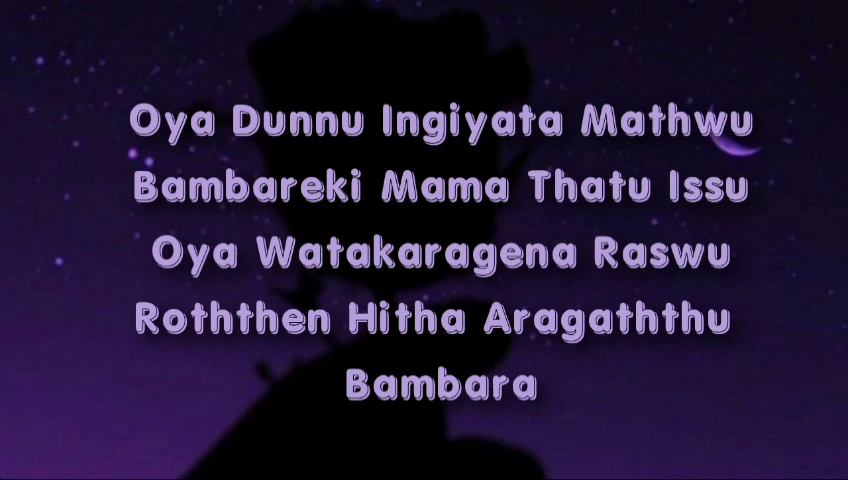 Oya Dunnu Ingiyata Mathwu
Bambareki Mama Thatu Issu
Oya Watakaragena Raswu
Roththen Hitha Aragaththu
Bambara